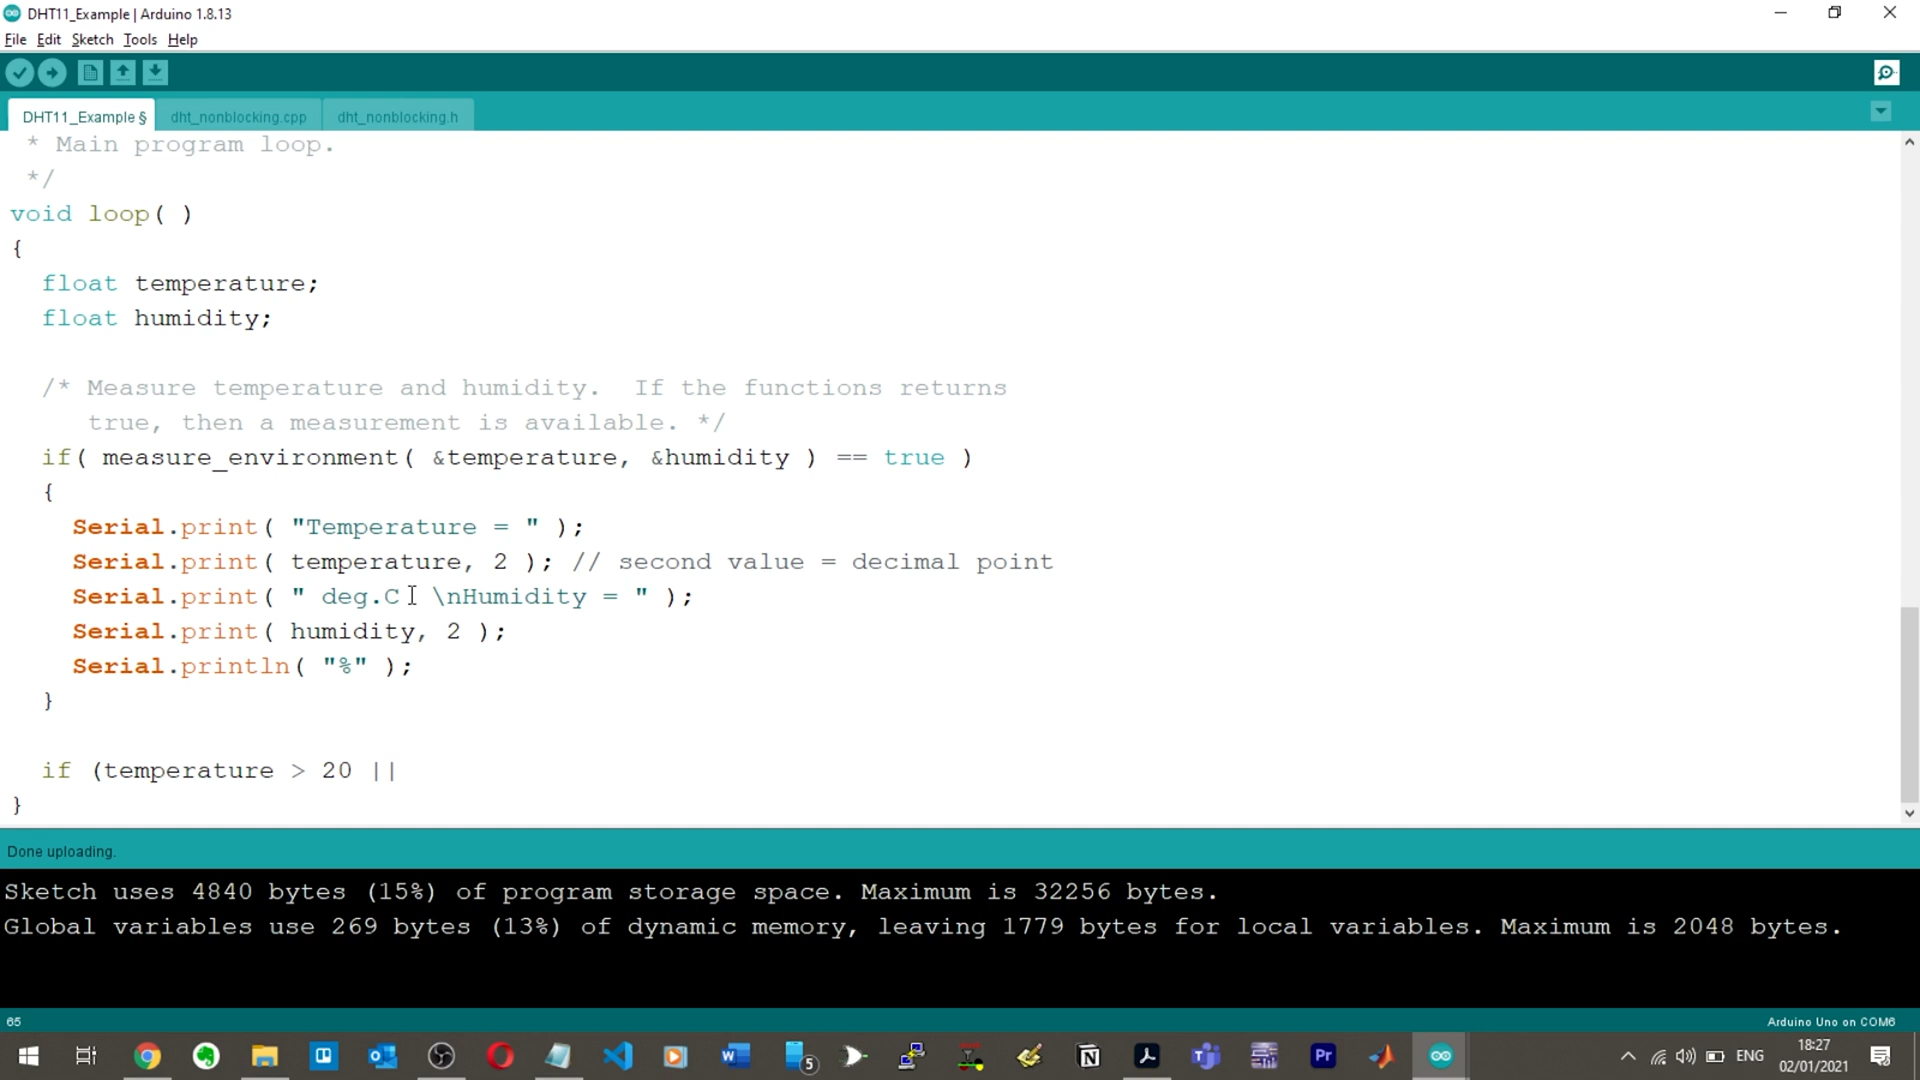 DHT11_Example | Arduino 1.8.13
File Edit Sketch Tools Help
DHT11_Example § dht_nonblocking.cpp dht_nonblocking.h
* Main program loop.
*/
void loop( )
{
float temperature;
float humidity;
/* Measure temperature and humidity.  If the functions returns
true, then a measurement is available. */
if( measure_environment( &temperature, &humidity ) == true )
{
Serial.print( "Temperature = " );
Serial.print( temperature, 2 ); // second value = decimal point
Serial.print( " deg.C  \nHumidity = " );
Serial.print( humidity, 2 );
Serial.println( "%" );
}
if (temperature > 20 ||
}
Done uploading.
Sketch uses 4840 bytes (15%) of program storage space. Maximum is 32256 bytes.
Global variables use 269 bytes (13%) of dynamic memory, leaving 1779 bytes for local variables. Maximum is 2048 bytes.
65 Arduino Uno on COM6
5 Pr ENG 18:27
02/01/2021